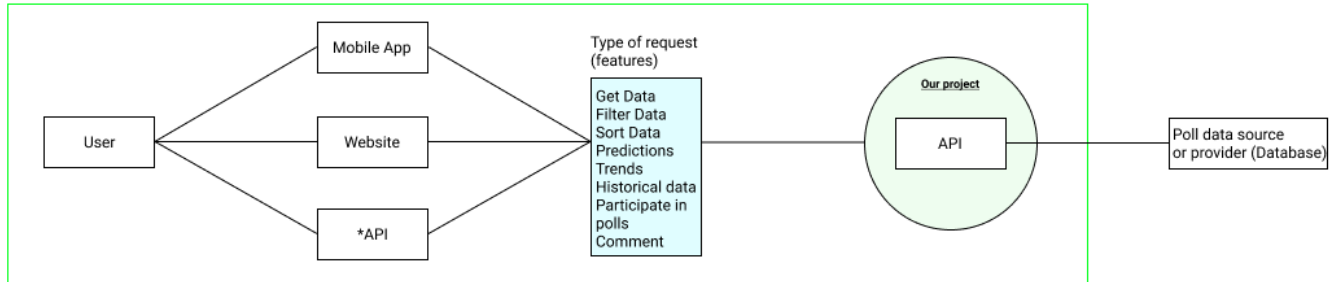 User
Mobile App
Website
*API
Type of request
(features)
Get Data
Filter Data
Sort Data
Predictions
Trends
Historical data
Participate in
polls
Comment
Our project
API
Poll data source
or provider (Database)